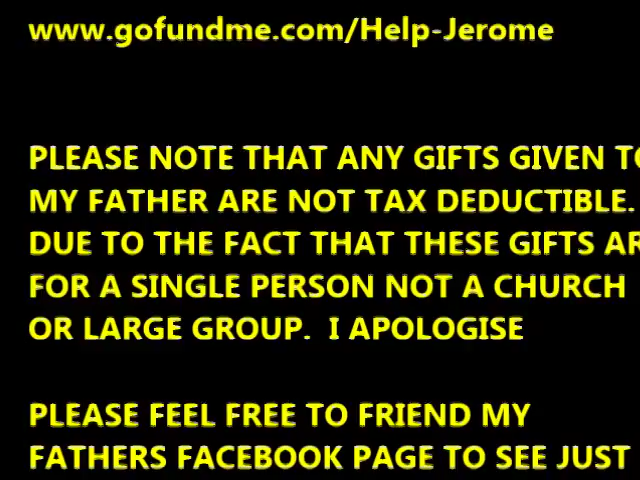 www.gofundme.com/Help-Jerome
PLEASE NOTE THAT ANY GIFTS GIVEN TO
MY FATHER ARE NOT TAX DEDUCTIBLE.
DUE TO THE FACT THAT THESE GIFTS AR
FOR A SINGLE PERSON NOT A CHURCH
OR LARGE GROUP.  I APOLOGISE
PLEASE FEEL FREE TO FRIEND MY
FATHERS FACEBOOK PAGE TO SEE JUST